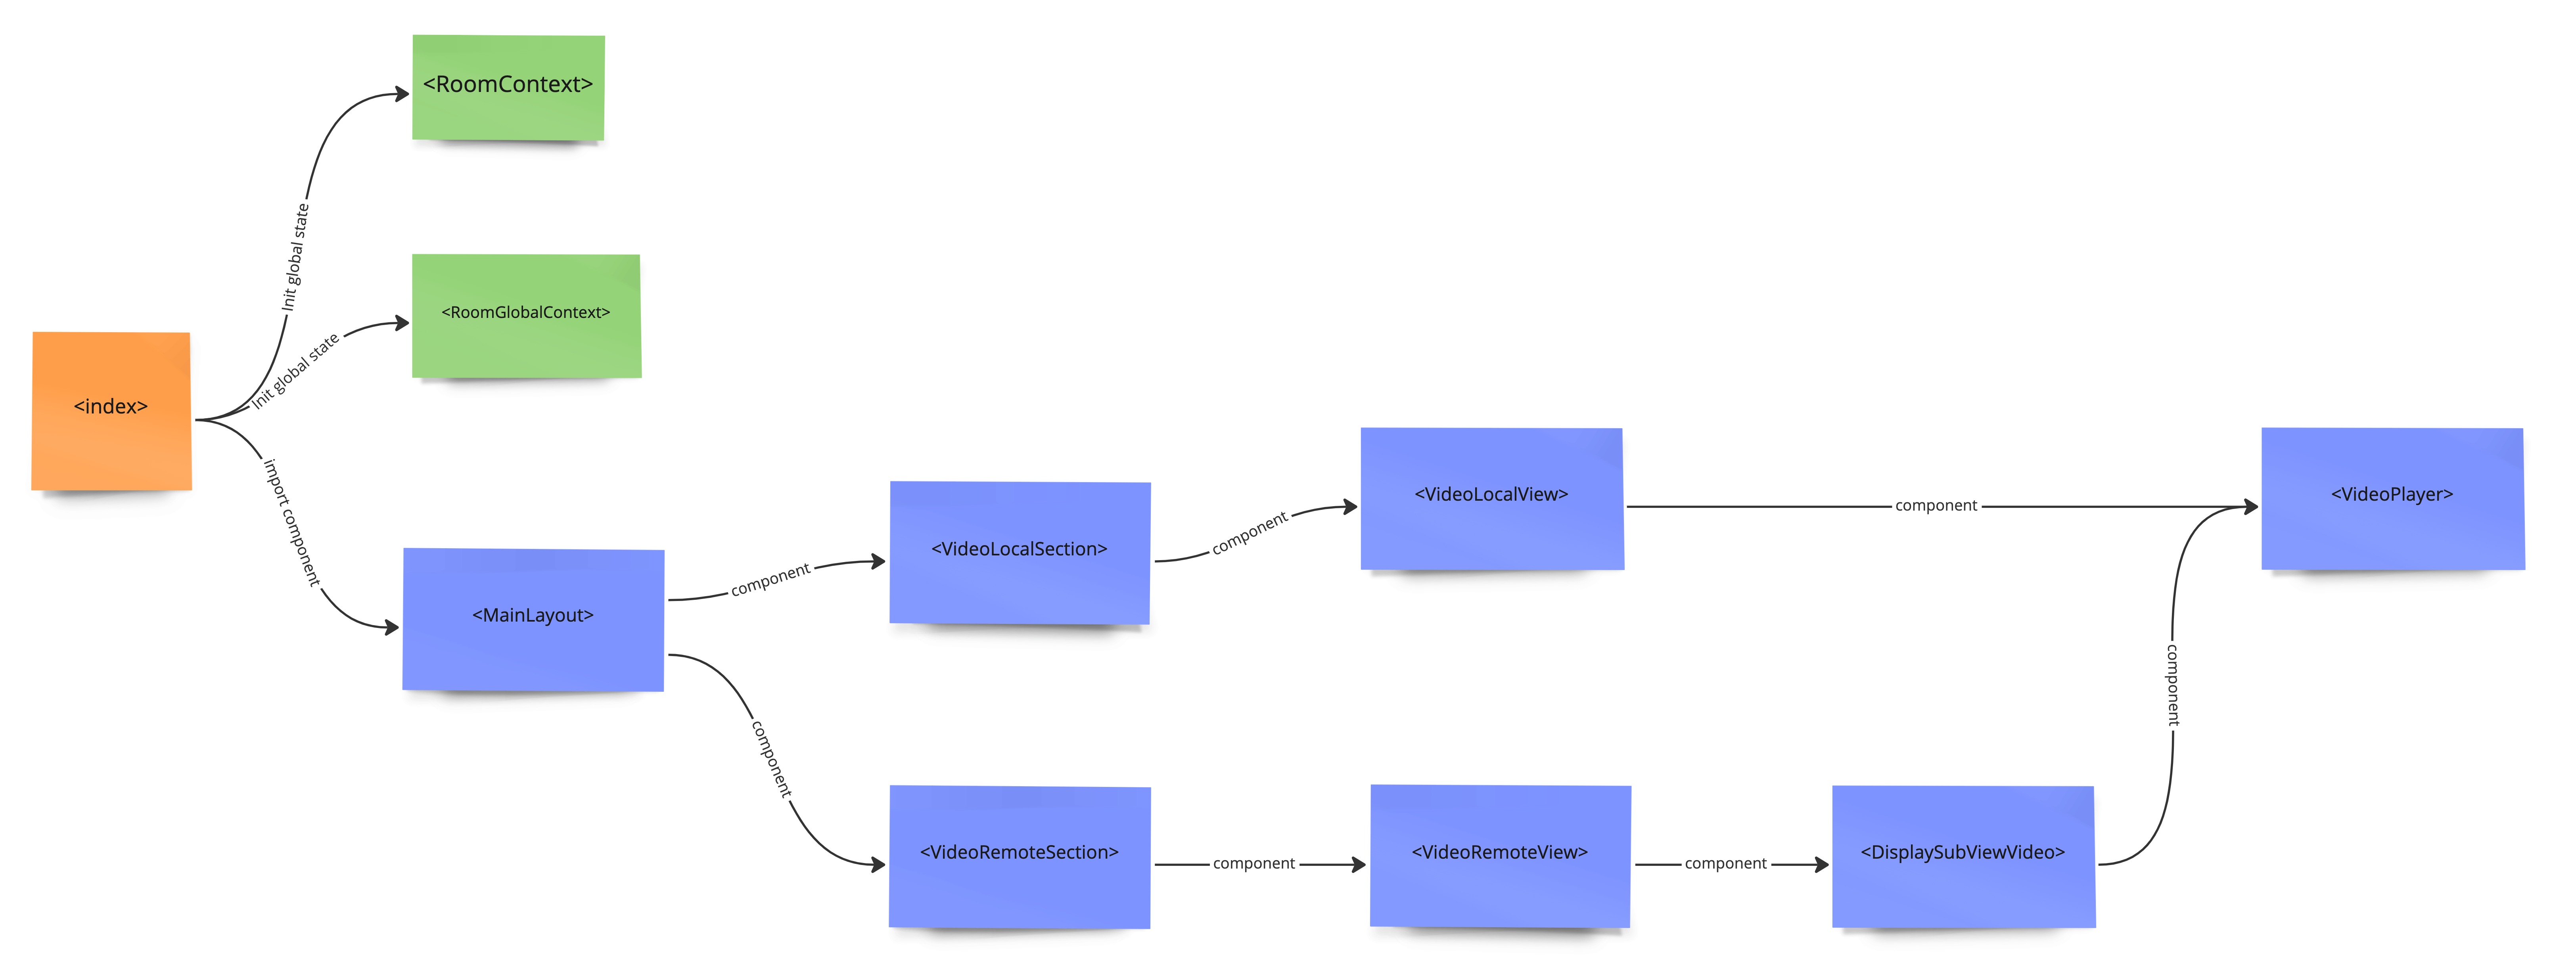 <RoomContext>
Init global state
<RoomGlobalContext>
Init global state
<index>
import component
<MainLayout>
component
<VideoLocalSection>
component
<VideoLocalView>
component
<VideoPlayer>
component
<VideoRemoteSection>
component
<VideoRemoteView>
component
<DisplaySubViewVideo>
component